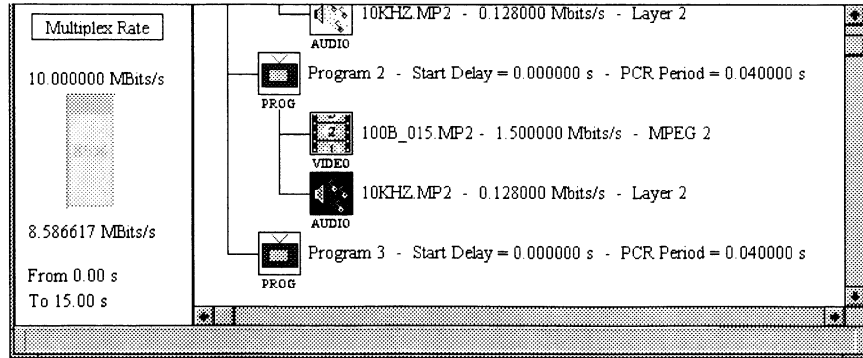 Multiplex Rate
10.000000 MBits/s
8.586617 MBits/s
From 0.00 s
To 15.00 s
10KHZ.MP2 - 0.128000 Mbits/s - Layer 2
AUDIO
Program 2 - Start Delay = 0.000000 s - PCR Period = 0.040000 s
PROG
2
100B_015.MP2 - 1.500000 Mbits/s - MPEG 2
VIDEO
10KHZ.MP2 - 0.128000 Mbits/s - Layer 2
AUDIO
Program 3 - Start Delay = 0.000000 s - PCR Period = 0.040000 s
PROG